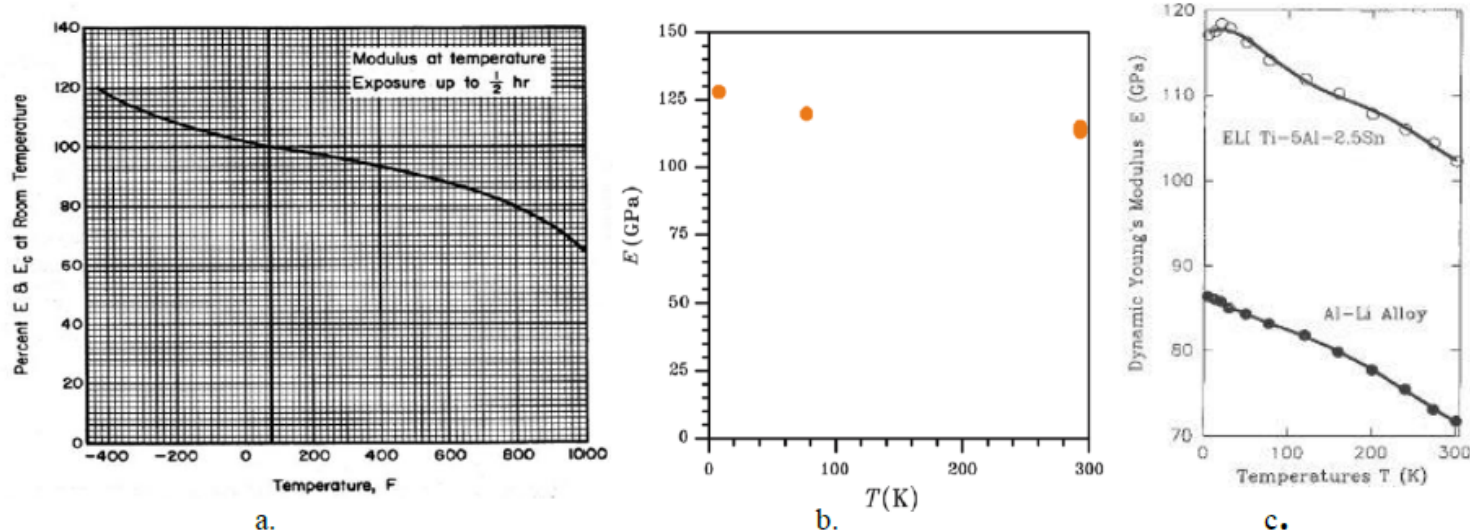 140
120
100
80
60
40
20
0
Percent E & Ec at Room Temperature
Modulus at temperature
Exposure up to 1/2 hr
-400 -200 0 200 400 600 800 1000
Temperature, F
a.
150
125
100
75
50
25
0
E (GPa)
0 100 200 300
T(K)
b.
120
110
100
90
80
70
Dynamic Young's Modulus E (GPa)
ELI Ti-5Al-2.5Sn
Al-Li Alloy
0 100 200 300
Temperatures T (K)
c.